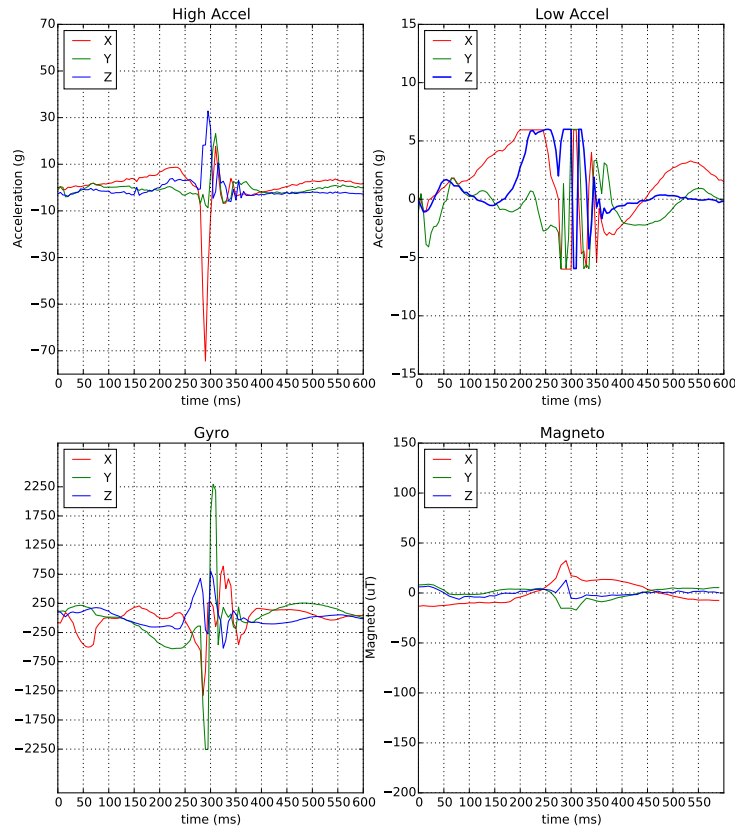 High Accel
X
Y
Z
70
50
30
10
−10
−30
−50
−70
Acceleration (g)
0 50 100 150 200 250 300 350 400 450 500 550 600
time (ms)
Low Accel
X
Y
Z
15
10
5
0
−5
−10
−15
Acceleration (g)
0 50 100 150 200 250 300 350 400 450 500 550 600
time (ms)
Gyro
X
Y
Z
2250
1750
1250
750
250
−250
−750
−1250
−1750
−2250
0 50 100 150 200 250 300 350 400 450 500 550 600
time (ms)
Magneto
X
Y
Z
150
100
50
0
−50
−100
−150
−200
Magneto (uT)
0 50 100 150 200 250 300 350 400 450 500 550
time (ms)